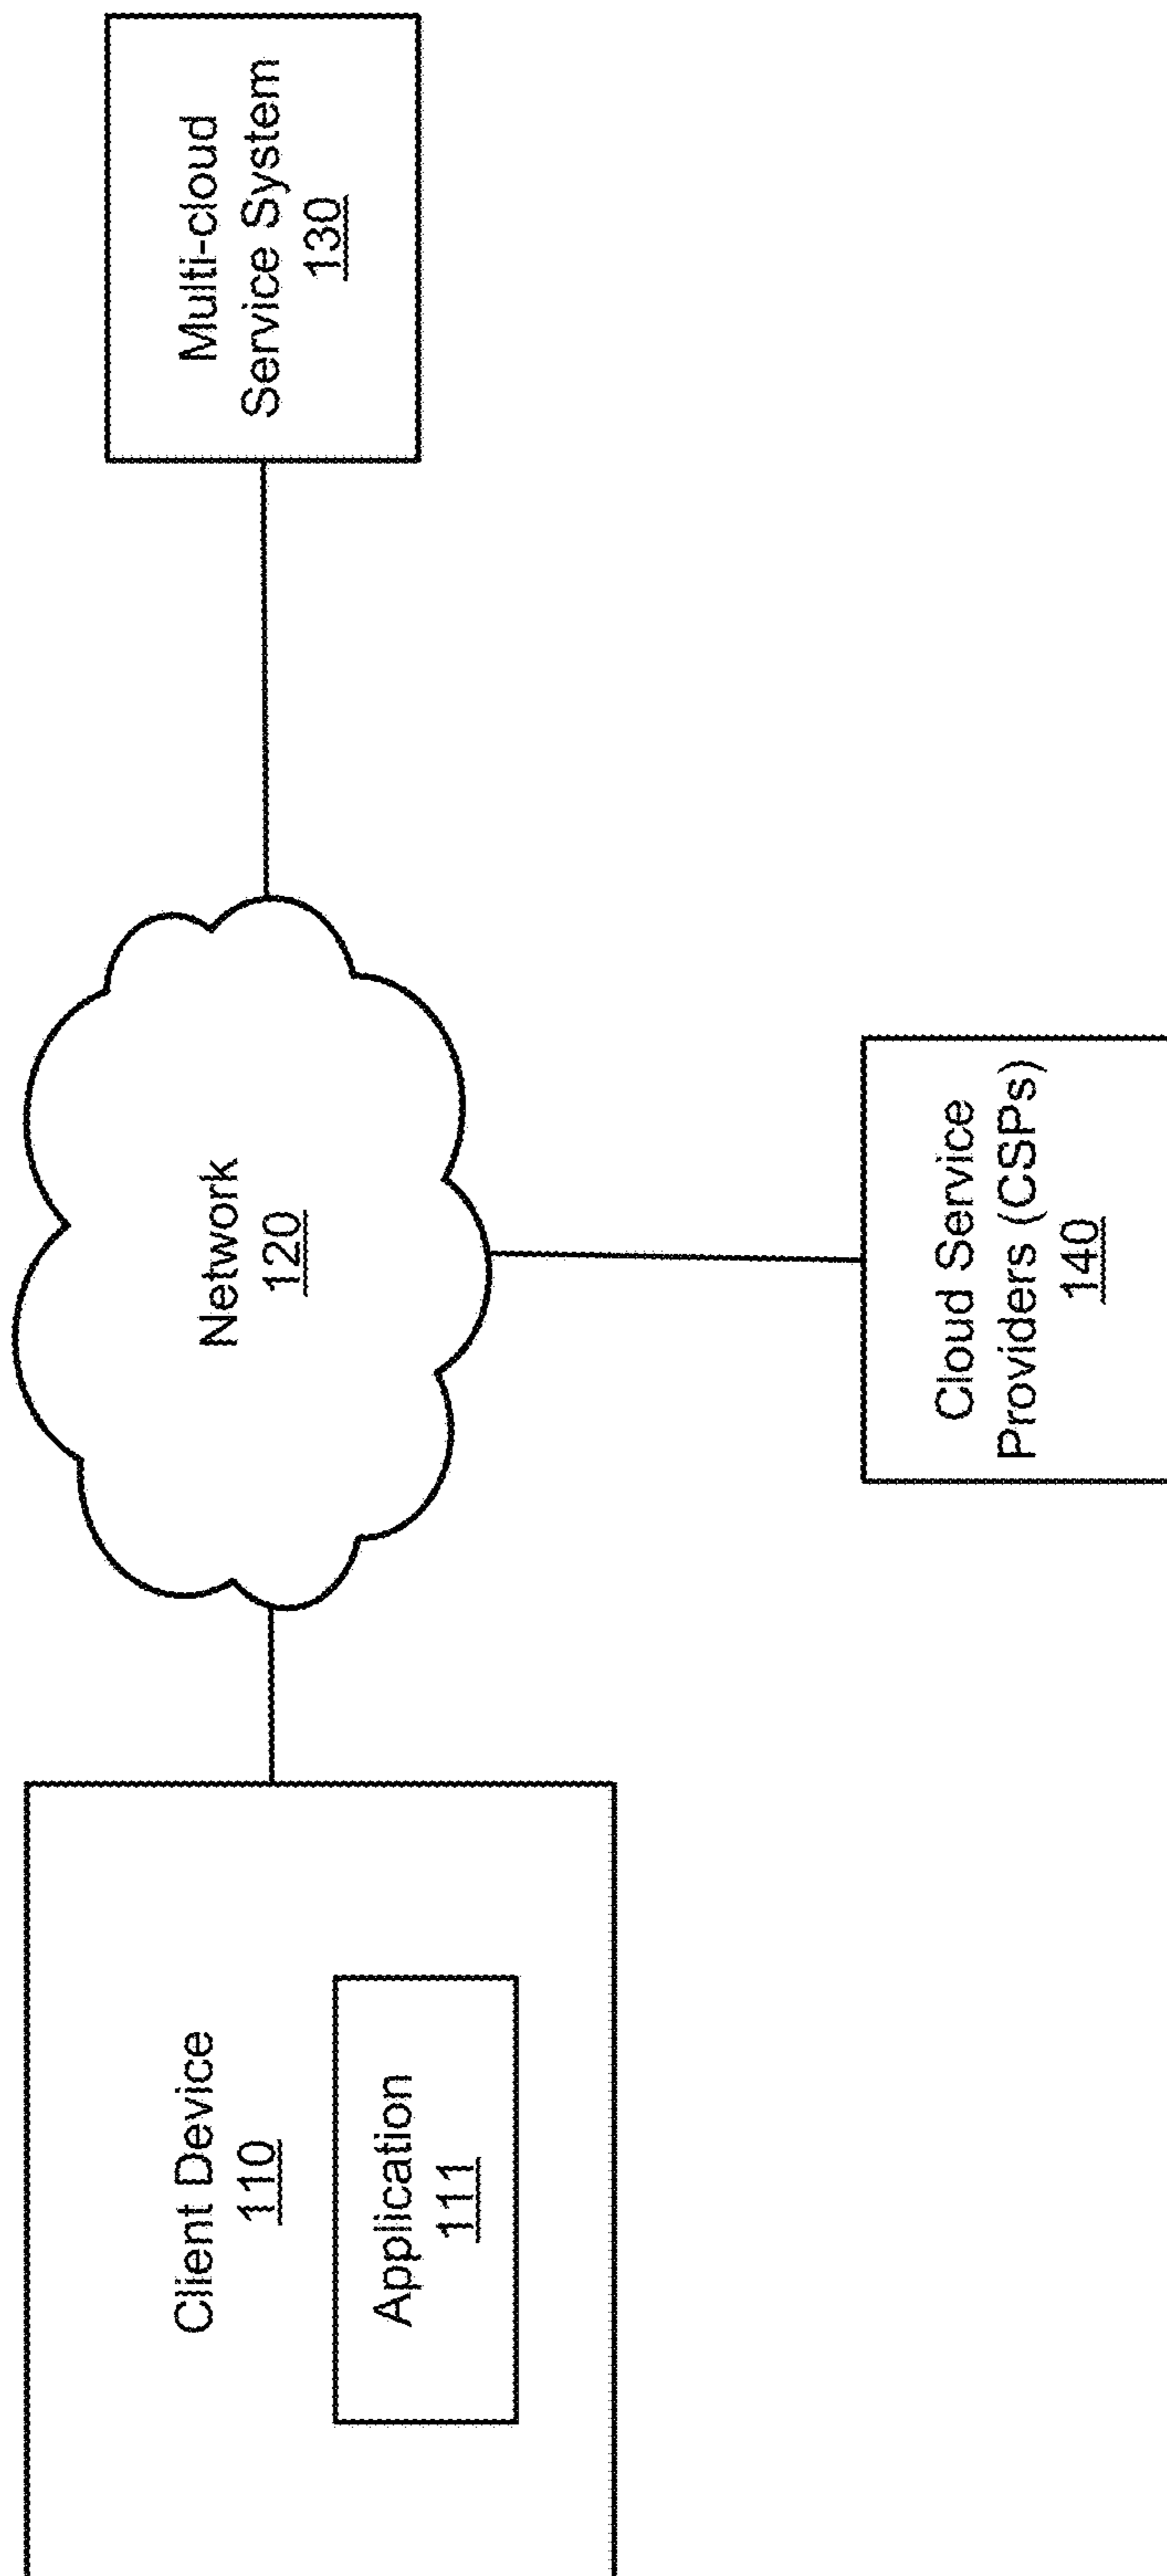 Client Device
110
Application
111
Network
120
Multi-cloud
Service System
130
Cloud Service
Providers (CSPs)
140